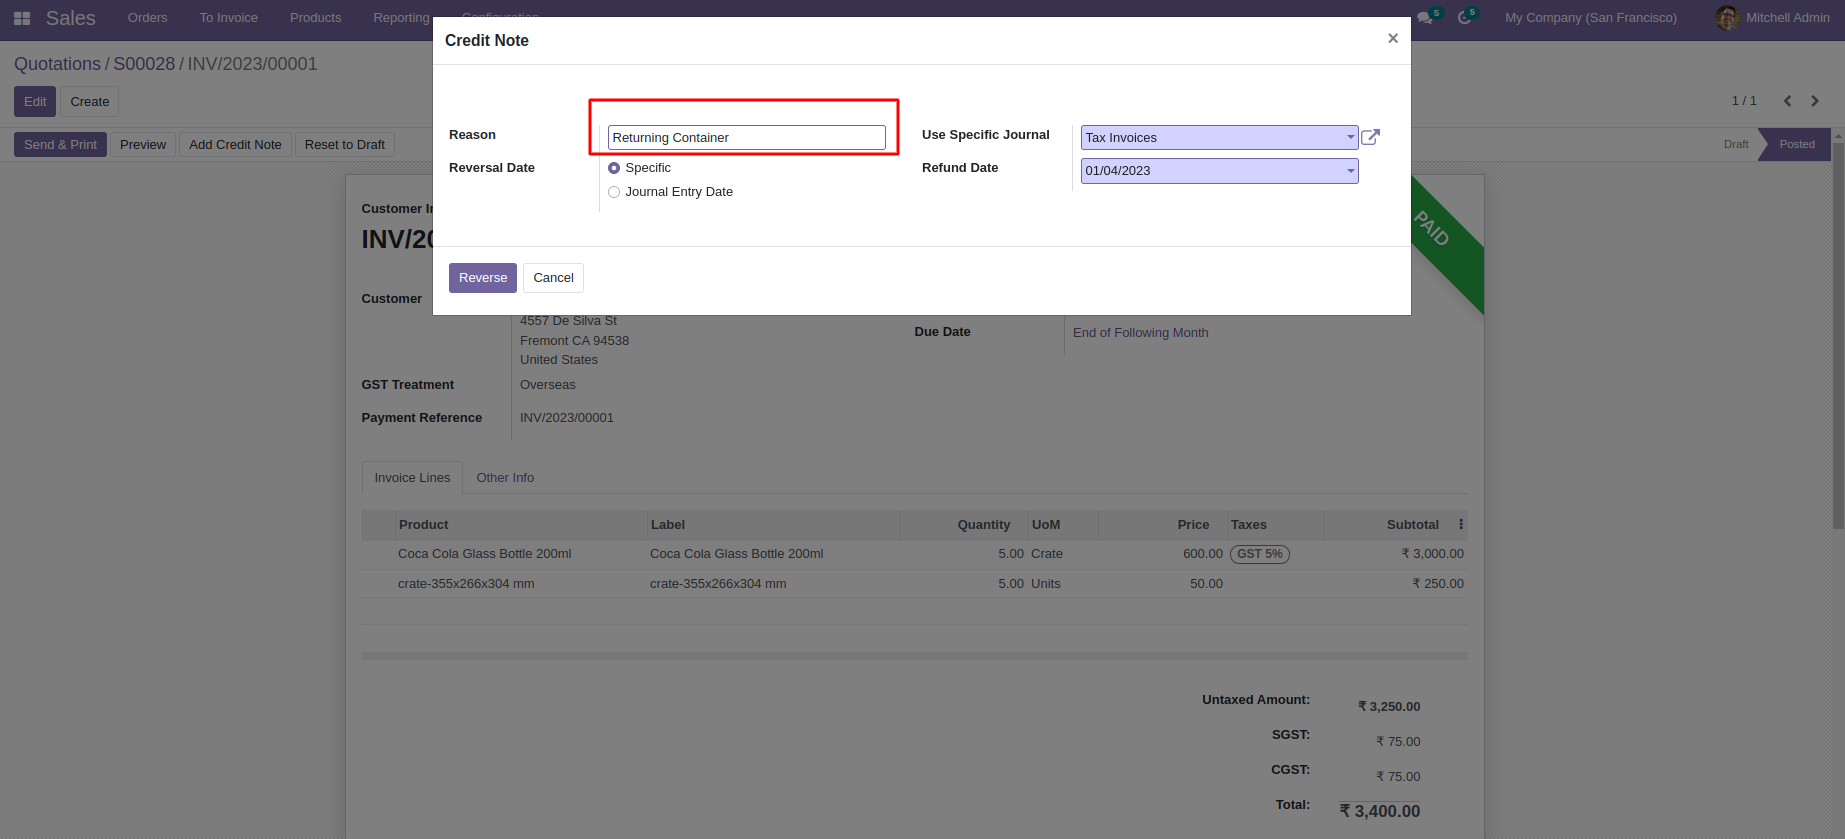 Sales Orders To Invoice Products Reporting Configuration 5 5 My Company (San Francisco) Mitchell Admin
Credit Note ×
Quotations / S00028 / INV/2023/00001
Edit Create 1 / 1
Reason Returning Container Use Specific Journal Tax Invoices
Send & Print Preview Add Credit Note Reset to Draft Draft Posted
Reversal Date Specific Refund Date 01/04/2023
Journal Entry Date
Customer
INV/20
PAID
Reverse Cancel
Customer
4557 De Silva St
Due Date End of Following Month
Fremont CA 94538
United States
GST Treatment Overseas
Payment Reference INV/2023/00001
Invoice Lines Other Info
Product Label Quantity UoM Price Taxes Subtotal
Coca Cola Glass Bottle 200ml Coca Cola Glass Bottle 200ml 5.00 Crate 600.00 GST 5% ₹ 3,000.00
crate-355x266x304 mm crate-355x266x304 mm 5.00 Units 50.00 ₹ 250.00
Untaxed Amount: ₹ 3,250.00
SGST: ₹ 75.00
CGST: ₹ 75.00
Total: ₹ 3,400.00